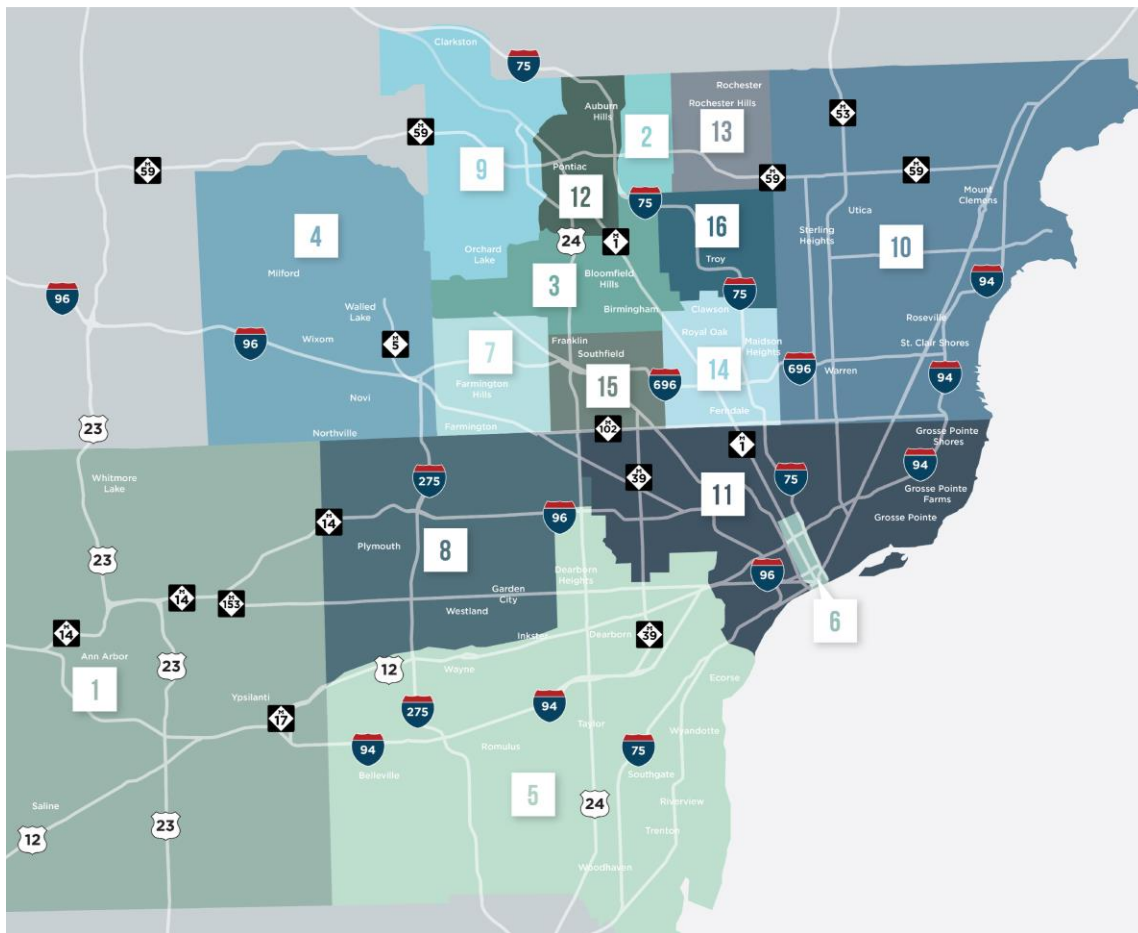 Clarkston
75
Rochester
Auburn
Hills
2
Rochester Hills
13
M
53
M
59
M
59
9
Pontiac
12
M
59
M
59
75
Mount
Clemens
4
24
M
1
16
Utica
Sterling
Heights
10
Orchard
Lake
Troy
Milford
3
Bloomfield
Hills
96
75
94
Walled
Lake
Birmingham
Clawson
Roseville
96
Wixom
M
5
7
Franklin
Southfield
Royal Oak
Maidson
Heights
St. Clair Shores
14
Farmington
Hills
15
696
696
Warren
94
Novi
Ferndale
23
Northville
Farmington
M
102
M
1
Grosse Pointe
Shores
94
Whitmore
Lake
275
M
39
11
75
Grosse Pointe
Farms
M
14
96
Grosse Pointe
Plymouth
8
23
Dearborn
Heights
96
M
14
M
153
Garden
City
Westland
6
M
14
Inkster
Dearborn
M
39
Ann Arbor
23
12
Wayne
Ecorse
1
Ypsilanti
275
94
M
17
Taylor
Wyandotte
94
Romulus
75
Belleville
Southgate
5
Riverview
Saline
24
12
23
Trenton
Woodhaven